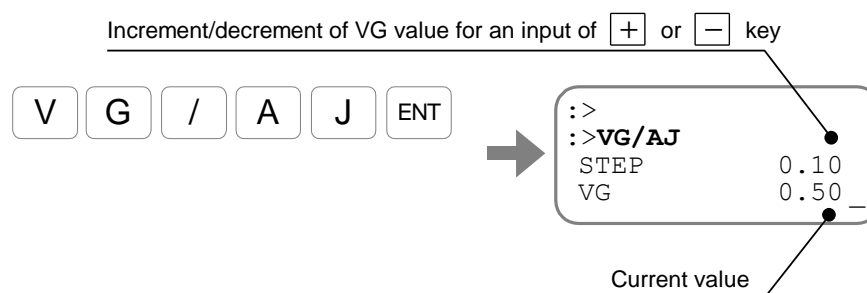 Increment/decrement of VG value for an input of + or − key
V G / A J ENT
:>
:>VG/AJ
STEP 0.10
VG 0.50 _
Current value